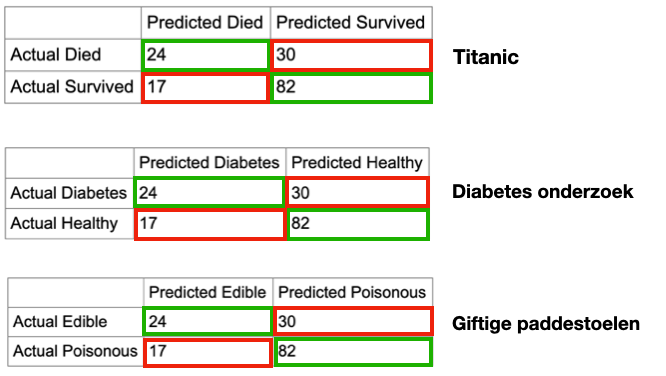 Predicted Died Predicted Survived
Actual Died 24 30 Titanic
Actual Survived 17 82
Predicted Diabetes Predicted Healthy
Actual Diabetes 24 30 Diabetes onderzoek
Actual Healthy 17 82
Predicted Edible Predicted Poisonous
Actual Edible 24 30 Giftige paddestoelen
Actual Poisonous 17 82